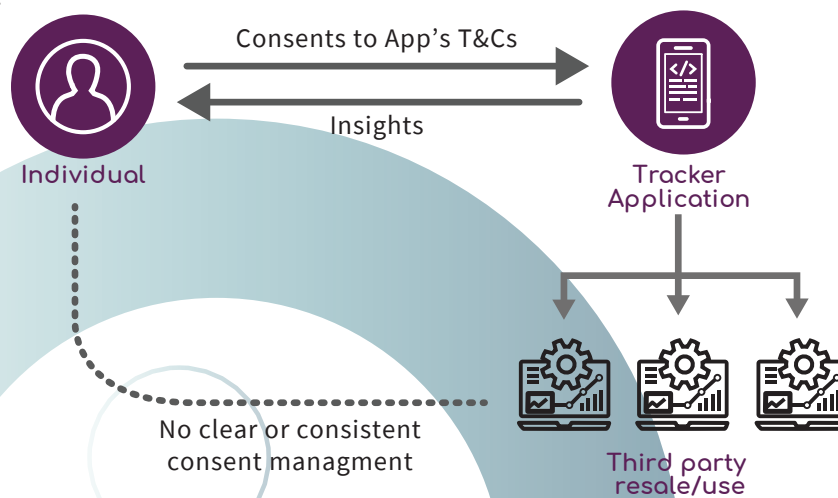 Consents to App's T&Cs
Insights
Individual
Tracker
Application
</>
No clear or consistent
consent managment
Third party
resale/use